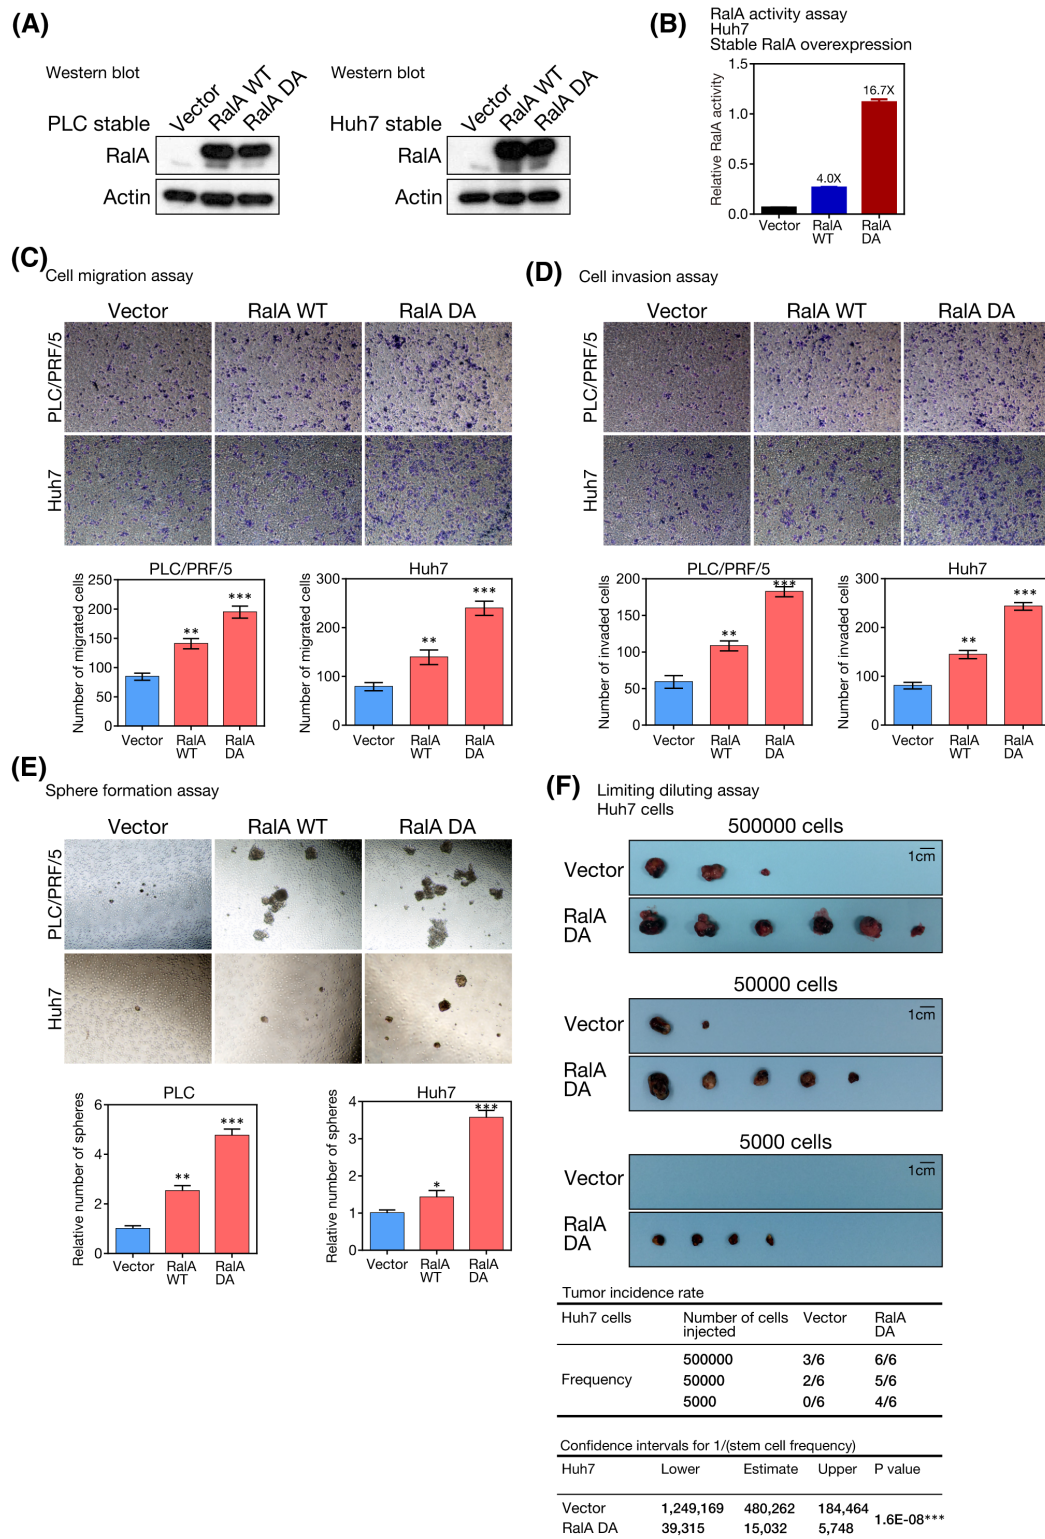 (A)
Western blot
PLC stable
Vector
RalA WT
RalA DA
RalA
Actin
Western blot
Huh7 stable
Vector
RalA WT
RalA DA
RalA
Actin
(B)
RalA activity assay
Huh7
Stable RalA overexpression
Relative RalA activity
1.5
1.0
0.5
0.0
4.0X
16.7X
Vector
RalA
WT
RalA
DA
(C)
Cell migration assay
Vector RalA WT RalA DA
PLC/PRF/5
Huh7
PLC/PRF/5
Number of migrated cells
250
200
150
100
50
0
**
***
Vector
RalA
WT
RalA
DA
Huh7
Number of migrated cells
300
200
100
0
**
***
Vector
RalA
WT
RalA
DA
(D)
Cell invasion assay
Vector RalA WT RalA DA
PLC/PRF/5
Huh7
PLC/PRF/5
Number of invaded cells
200
150
100
50
0
**
***
Vector
RalA
WT
RalA
DA
Huh7
Number of invaded cells
300
200
100
0
**
***
Vector
RalA
WT
RalA
DA
(E)
Sphere formation assay
Vector RalA WT RalA DA
PLC/PRF/5
Huh7
PLC
Relative number of spheres
6
4
2
0
**
***
Vector
RalA
WT
RalA
DA
Huh7
Relative number of spheres
4
3
2
1
0
*
***
Vector
RalA
WT
RalA
DA
(F)
Limiting diluting assay
Huh7 cells
500000 cells
1cm
Vector
RalA
DA
50000 cells
1cm
Vector
RalA
DA
5000 cells
1cm
Vector
RalA
DA
Tumor incidence rate
Huh7 cells Number of cells injected Vector RalA DA
500000 3/6 6/6
Frequency 50000 2/6 5/6
5000 0/6 4/6
Confidence intervals for 1/(stem cell frequency)
Huh7 Lower Estimate Upper P value
Vector 1,249,169 480,262 184,464
1.6E-08***
RalA DA 39,315 15,032 5,748